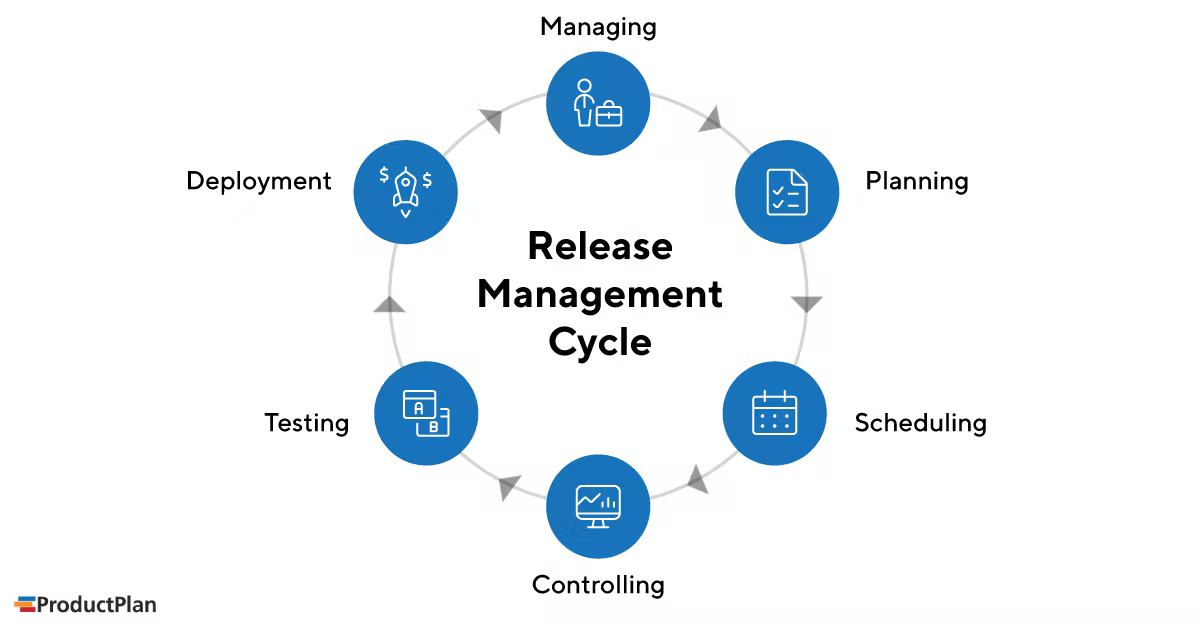 Managing
Deployment
Planning
$
$
Release
Management
Cycle
Testing
A
B
Scheduling
Controlling
ProductPlan